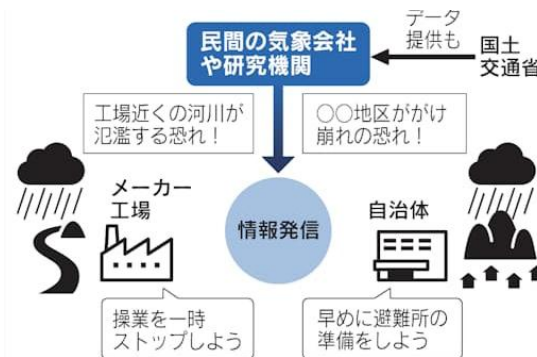 民間の気象会社
や研究機関
データ
提供も
国土
交通省
工場近くの河川が
氾濫する恐れ！
○○地区ががけ
崩れの恐れ！
メーカー
工場
情報発信
自治体
操業を一時
ストップしよう
早めに避難所の
準備をしよう